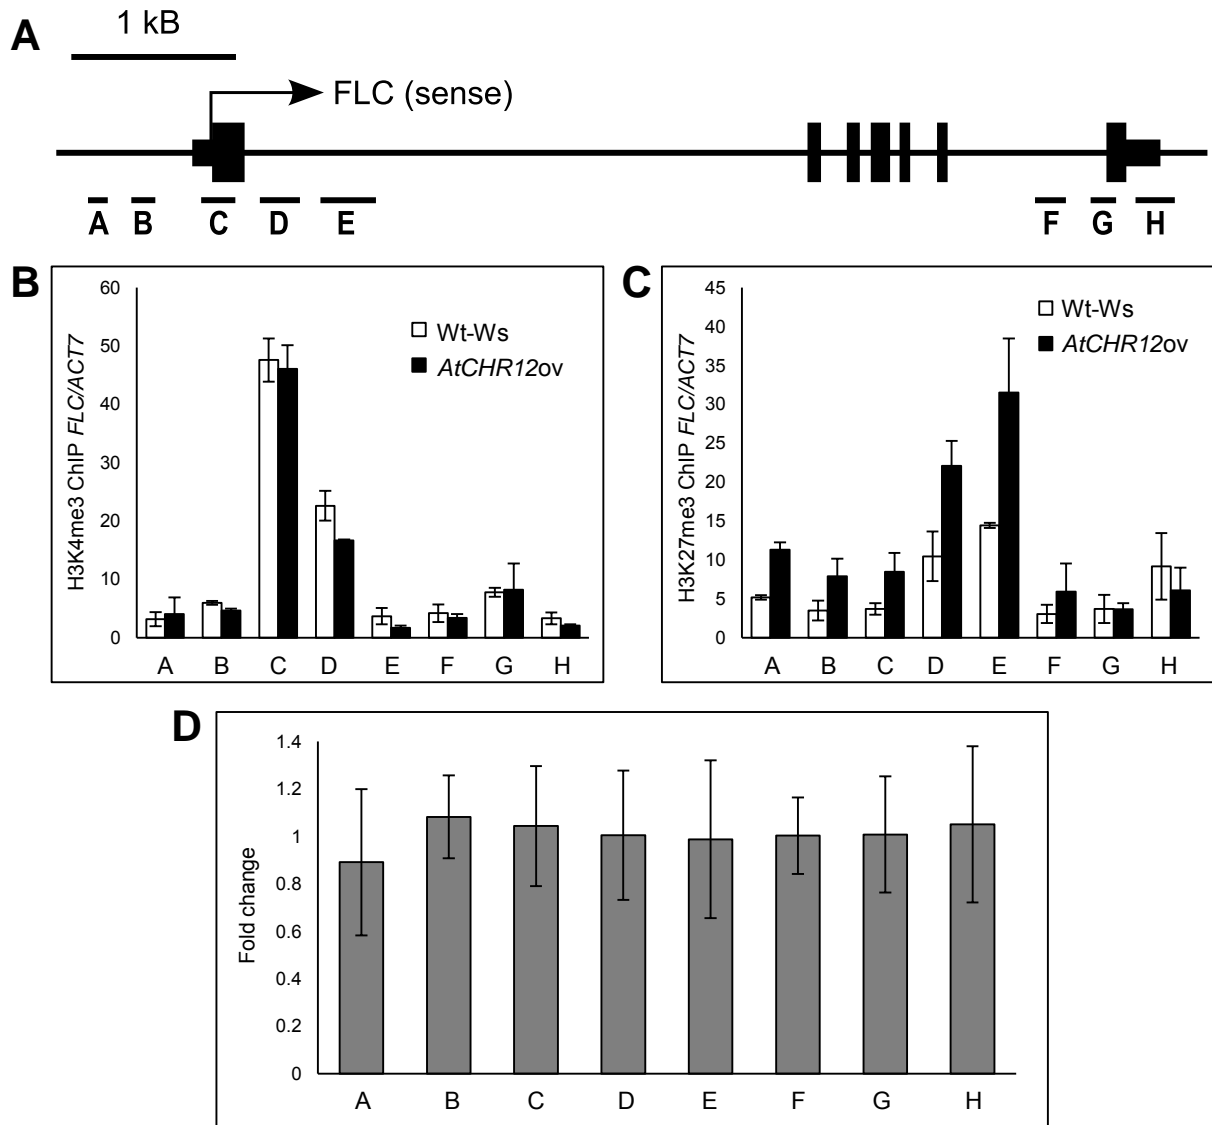 A
1 kB
FLC (sense)
A B C D E F G H
B
H3K4me3 ChIP FLC/ACT7
60
50
40
30
20
10
0
Wt-Ws
AtCHR12ov
A B C D E F G H
C
H3K27me3 ChIP FLC/ACT7
45
40
35
30
25
20
15
10
5
0
Wt-Ws
AtCHR12ov
A B C D E F G H
D
Fold change
1.4
1.2
1
0.8
0.6
0.4
0.2
0
A B C D E F G H